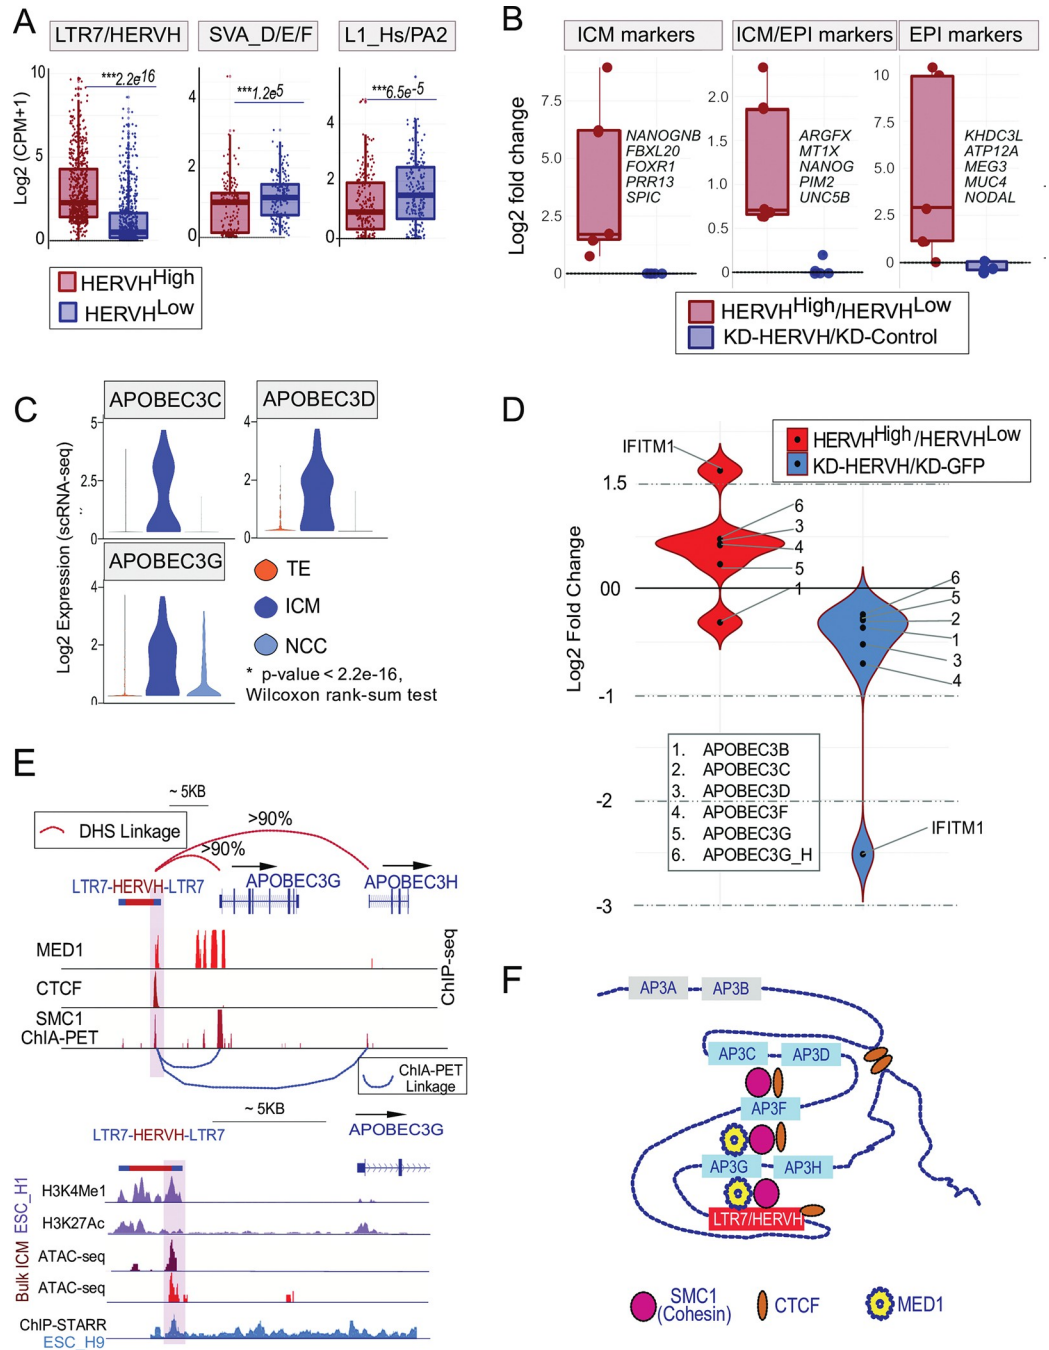 A
LTR7/HERVH
SVA_D/E/F
L1_Hs/PA2
Log2 (CPM+1)
10
5
0
***2.2e16
4
2
0
***1.2e5
4
2
0
***6.5e-5
HERVHHigh
HERVHLow
B
ICM markers
ICM/EPI markers
EPI markers
Log2 fold change
7.5
5.0
2.5
0
NANOGNB
FBXL20
FOXR1
PRR13
SPIC
2.0
1.5
1.0
0.5
0
ARGFX
MT1X
NANOG
PIM2
UNC5B
10
7.5
5.0
2.5
0
KHDC3L
ATP12A
MEG3
MUC4
NODAL
HERVHHigh/HERVHLow
KD-HERVH/KD-Control
C
APOBEC3C
APOBEC3D
Log2 Expression (scRNA-seq)
5
2.5
0
4
2
0
APOBEC3G
4
2
0
TE
ICM
NCC
* p-value < 2.2e-16,
Wilcoxon rank-sum test
D
HERVHHigh/HERVHLow
KD-HERVH/KD-GFP
Log2 Fold Change
IFITM1
1.5
00
-1
-2
-3
6
3
4
5
1
6
5
2
1
3
4
IFITM1
1. APOBEC3B
2. APOBEC3C
3. APOBEC3D
4. APOBEC3F
5. APOBEC3G
6. APOBEC3G_H
E
~ 5KB
DHS Linkage
>90%
>90%
LTR7-HERVH-LTR7
APOBEC3G
APOBEC3H
MED1
CTCF
SMC1
ChIA-PET
ChIP-seq
ChIA-PET
Linkage
~ 5KB
LTR7-HERVH-LTR7
APOBEC3G
ESC_H1
H3K4Me1
H3K27Ac
Bulk ICM
ATAC-seq
ATAC-seq
ChIP-STARR
ESC_H9
F
AP3A
AP3B
AP3C
AP3D
AP3F
AP3G
AP3H
LTR7/HERVH
SMC1
(Cohesin)
CTCF
MED1